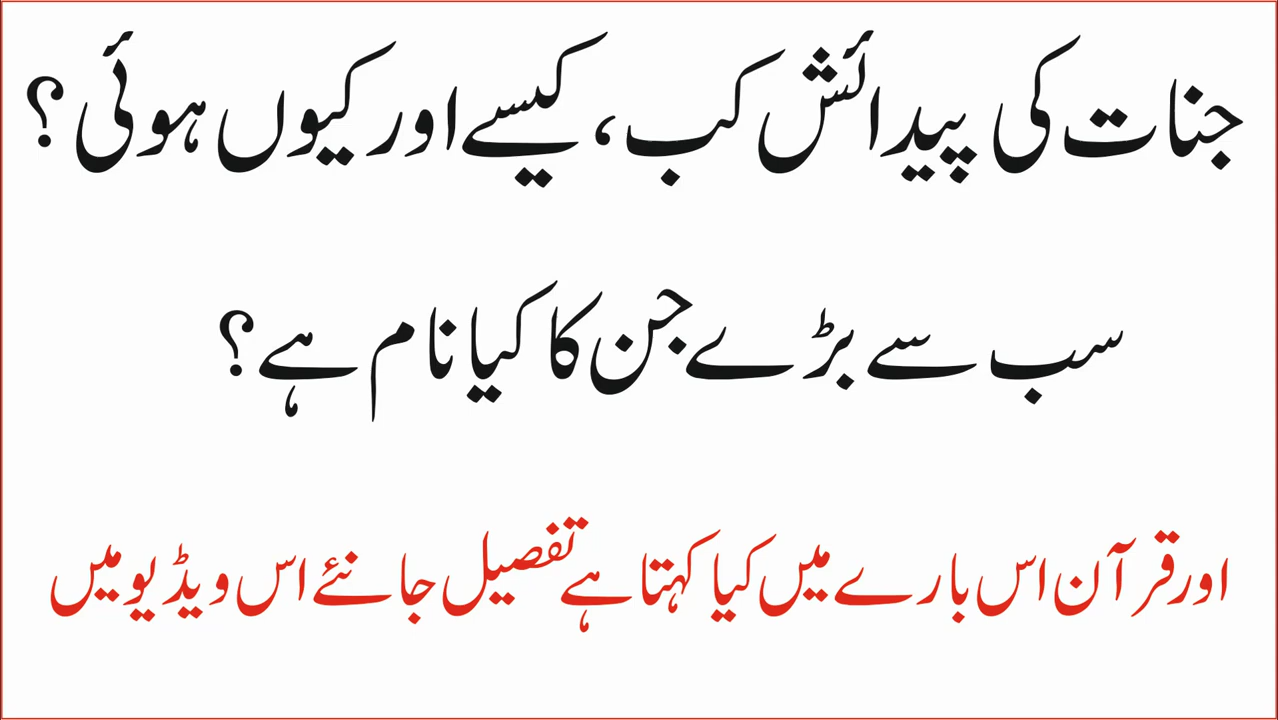 جنات کی پیدائش کب، کیسے اور کیوں ہوئی؟
سب سے بڑے جن کا کیا نام ہے؟
اور قرآن اس بارے میں کیا کہتا ہے تفصیل جانئے اس ویڈیو میں